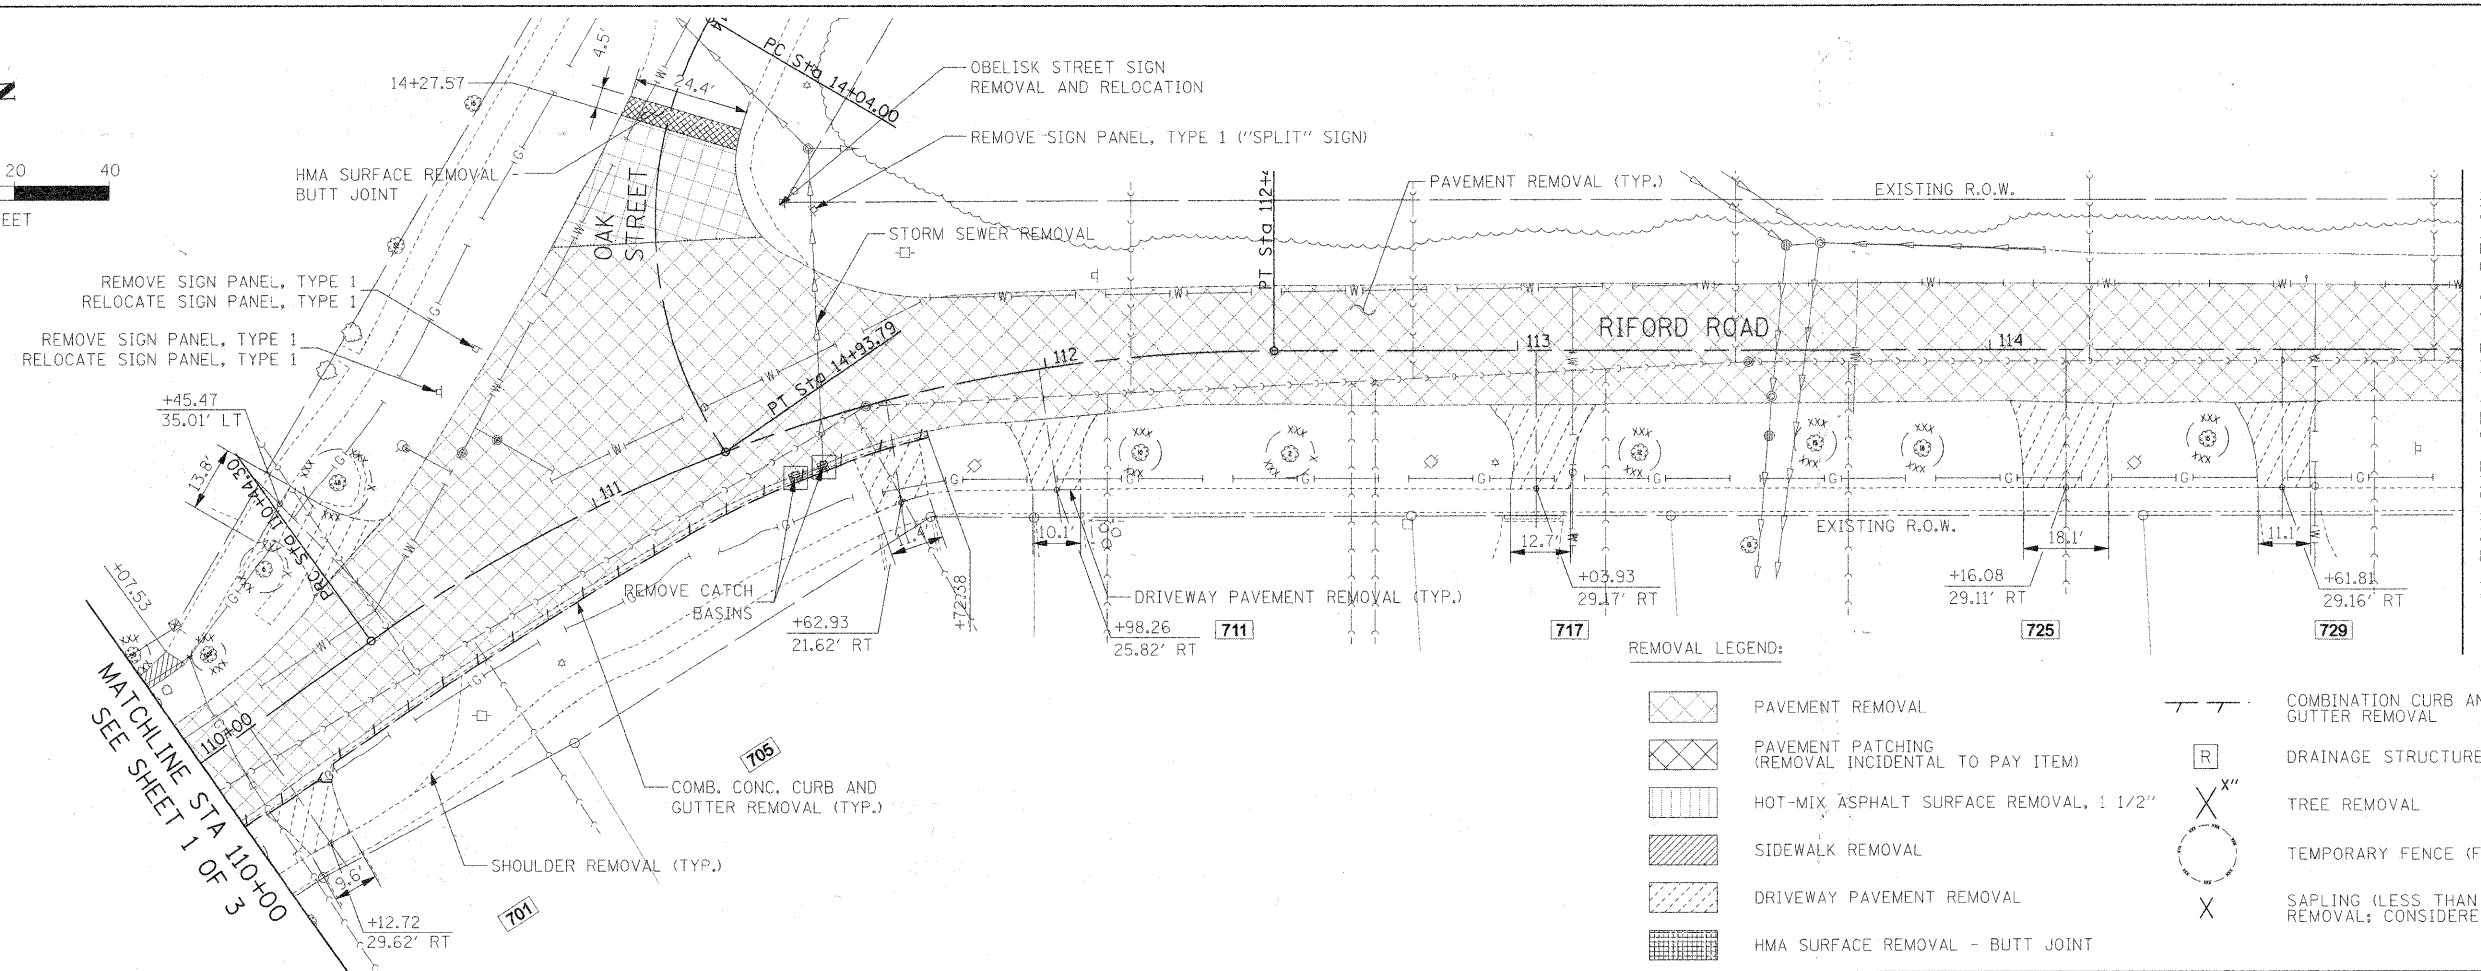 N
20 40
EET
14+27.57
4.5'
24.4'
PC Sta 14+04.00
OBELISK STREET SIGN
REMOVAL AND RELOCATION
REMOVE SIGN PANEL, TYPE 1 ("SPLIT" SIGN)
HMA SURFACE REMOVAL -
BUTT JOINT
OAK
STREET
STORM SEWER REMOVAL
PT Sta 112+
PAVEMENT REMOVAL (TYP.)
EXISTING R.O.W.
REMOVE SIGN PANEL, TYPE 1
RELOCATE SIGN PANEL, TYPE 1
REMOVE SIGN PANEL, TYPE 1
RELOCATE SIGN PANEL, TYPE 1
RIFORD ROAD
PT Sta 14+93.79
111
112
113
114
+45.47
35.01' LT
13.8'
PRC Sta 110+44.30
+07.53
110+00
MATCHLINE STA 110+00
SEE SHEET 1 OF 3
REMOVE CATCH
BASINS
+62.93
21.62' RT
+72.38
10.1'
DRIVEWAY PAVEMENT REMOVAL (TYP.)
+98.26
25.82' RT
711
12.7'
+03.93
29.17' RT
717
EXISTING R.O.W.
18.1'
+16.08
29.11' RT
725
11.1'
+61.81
29.16' RT
729
705
COMB. CONC. CURB AND
GUTTER REMOVAL (TYP.)
SHOULDER REMOVAL (TYP.)
9.6'
+12.72
29.62' RT
701
REMOVAL LEGEND:
PAVEMENT REMOVAL
PAVEMENT PATCHING
(REMOVAL INCIDENTAL TO PAY ITEM)
HOT-MIX ASPHALT SURFACE REMOVAL, 1 1/2"
SIDEWALK REMOVAL
DRIVEWAY PAVEMENT REMOVAL
HMA SURFACE REMOVAL - BUTT JOINT
COMBINATION CURB AN
GUTTER REMOVAL
R DRAINAGE STRUCTURE
X" TREE REMOVAL
TEMPORARY FENCE (F
SAPLING (LESS THAN
REMOVAL; CONSIDERE